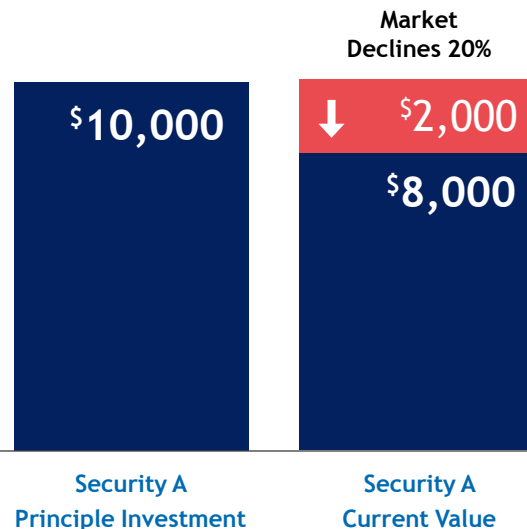 Market
Declines 20%
$10,000
$2,000
$8,000
Security A
Principle Investment
Security A
Current Value